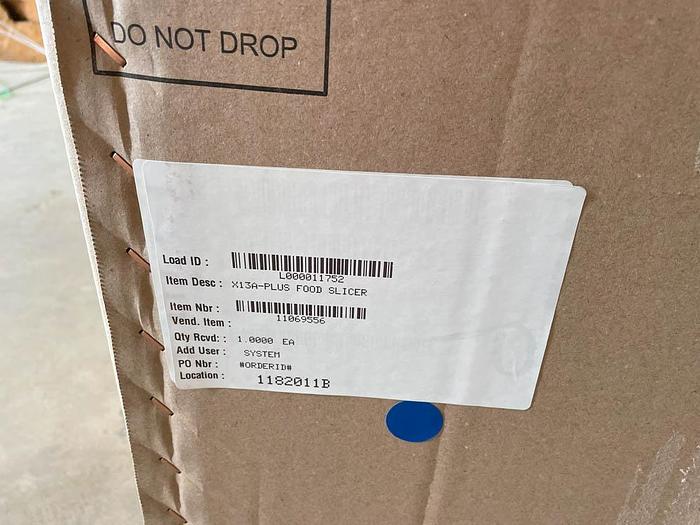 DO NOT DROP
Load ID :
L000011752
Item Desc : X13A-PLUS FOOD SLICER
Item Nbr :
Vend. Item : 11069556
Qty Rcvd: : 1.0000 EA
Add User : SYSTEM
PO Nbr : #ORDERID#
Location : 1182011B